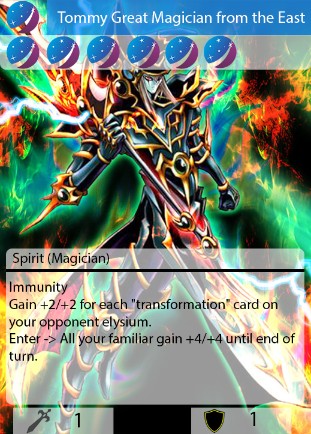 Tommy Great Magician from the East
Spirit (Magician)
Immunity
Gain +2/+2 for each "transformation" card on
your opponent elysium.
Enter -> All your familiar gain +4/+4 until end of
turn.
1
1